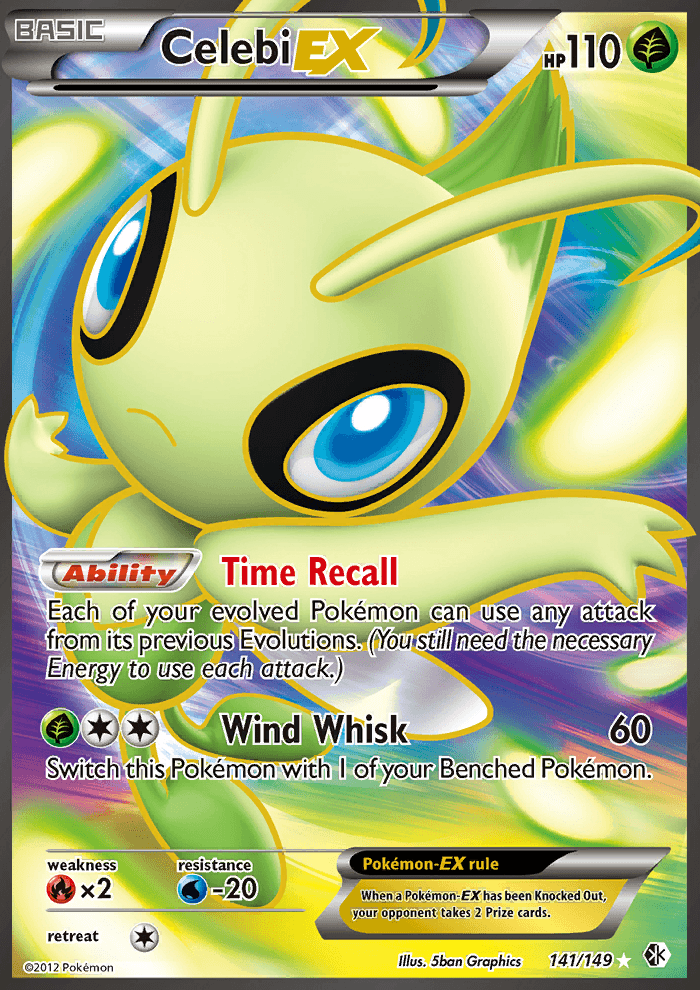 BASIC
Celebi EX
HP110
Ability Time Recall
Each of your evolved Pokémon can use any attack
from its previous Evolutions. (You still need the necessary
Energy to use each attack.)
Wind Whisk 60
Switch this Pokémon with 1 of your Benched Pokémon.
weakness resistance
×2 -20
Pokémon-EX rule
When a Pokémon-EX has been Knocked Out,
your opponent takes 2 Prize cards.
retreat
©2012 Pokémon
Illus. 5ban Graphics 141/149